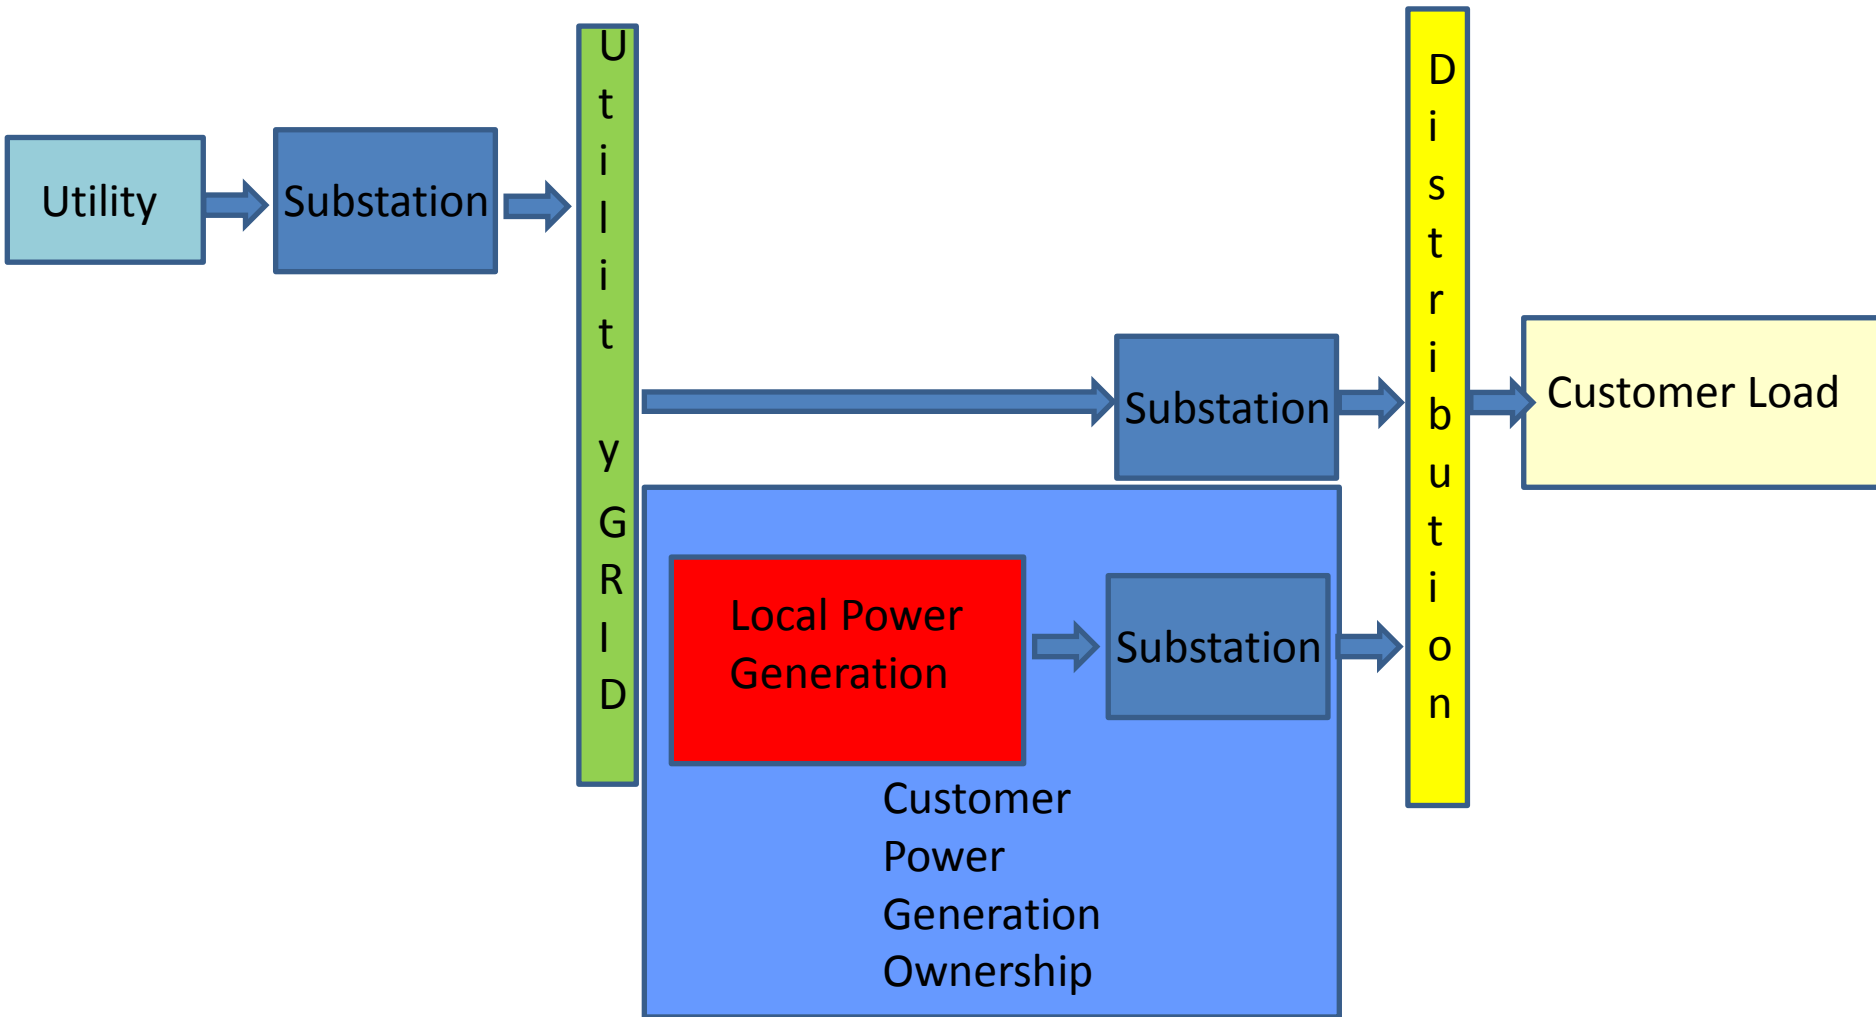 Utility
Substation
Utility GRID
Substation
Distribution
Customer Load
Local Power
Generation
Substation
Customer
Power
Generation
Ownership